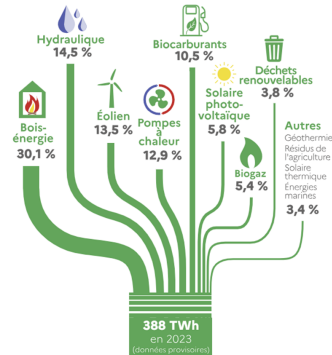 Hydraulique
14,5 %
Biocarburants
10,5 %
Déchets
renouvelables
3,8 %
Éolien
13,5 %
Solaire
photo-
voltaïque
5,8 %
Bois-
énergie
30,1 %
Pompes
à
chaleur
12,9 %
Autres
Géothermie
Résidus de
l'agriculture
Solaire
thermique
Énergies
marines
3,4 %
Biogaz
5,4 %
388 TWh
en 2023
(données provisoires)